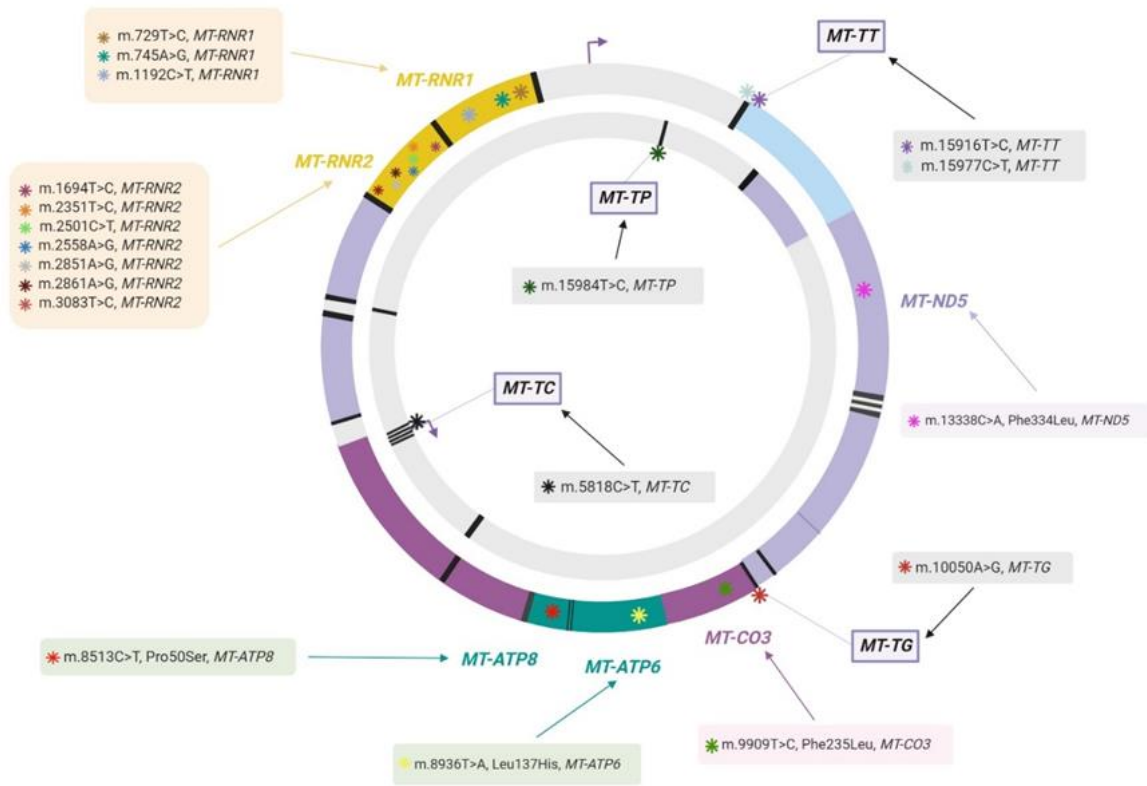 m.729T>C, MT-RNR1
m.745A>G, MT-RNR1
m.1192C>T, MT-RNR1
MT-RNR1
MT-TT
m.15916T>C, MT-TT
m.15977C>T, MT-TT
MT-RNR2
m.1694T>C, MT-RNR2
m.2351T>C, MT-RNR2
m.2501C>T, MT-RNR2
m.2558A>G, MT-RNR2
m.2851A>G, MT-RNR2
m.2861A>G, MT-RNR2
m.3083T>C, MT-RNR2
MT-TP
m.15984T>C, MT-TP
MT-ND5
m.13338C>A, Phe334Leu, MT-ND5
MT-TC
m.5818C>T, MT-TC
m.10050A>G, MT-TG
MT-TG
MT-CO3
m.8513C>T, Pro50Ser, MT-ATP8
MT-ATP8
MT-ATP6
m.9909T>C, Phe235Leu, MT-CO3
m.8936T>A, Leu137His, MT-ATP6